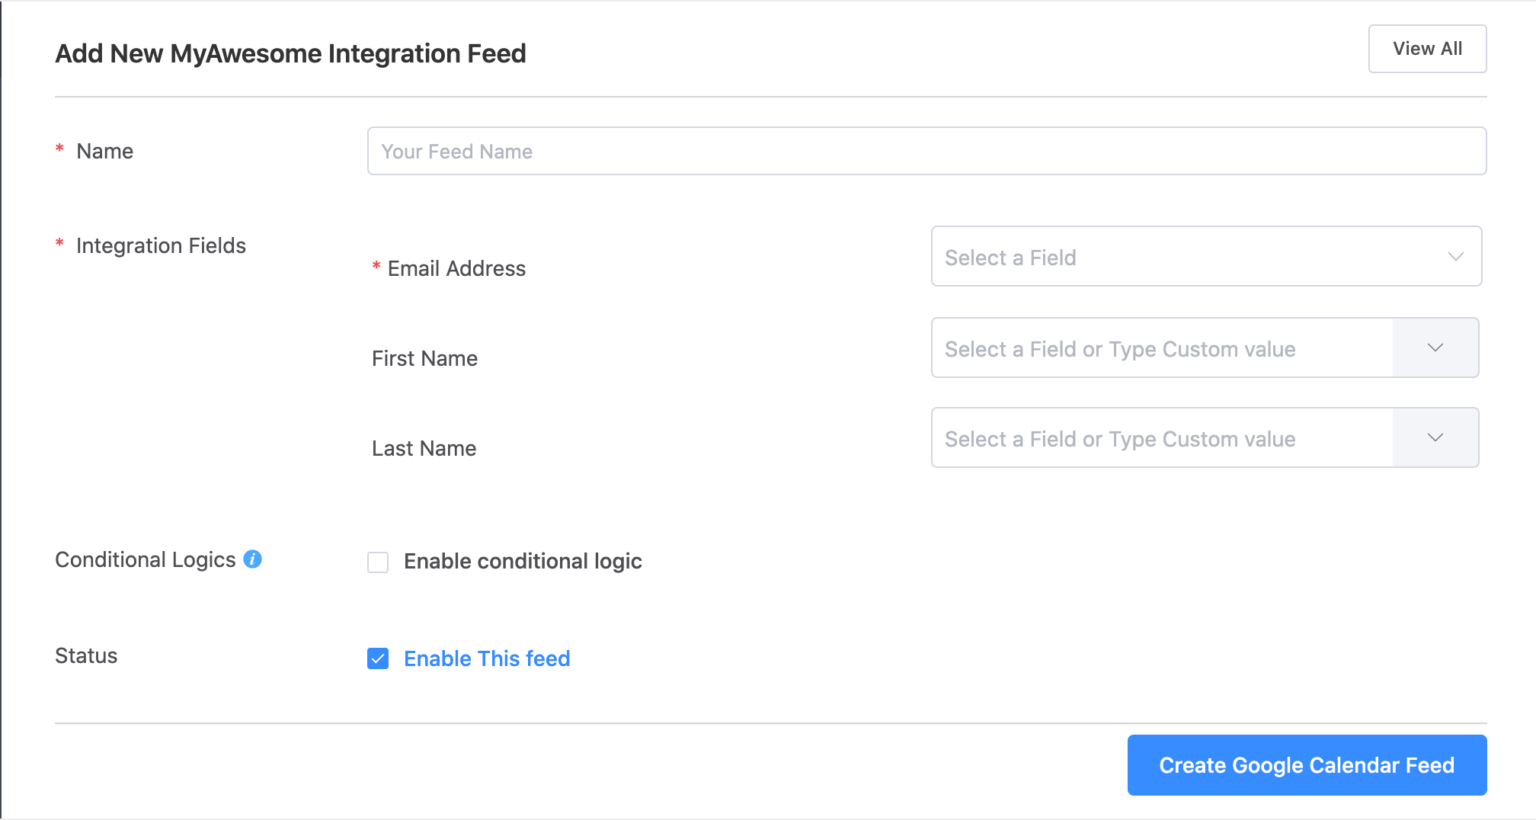 Add New MyAwesome Integration Feed
View All
* Name
Your Feed Name
* Integration Fields
* Email Address
Select a Field
First Name
Select a Field or Type Custom value
Last Name
Select a Field or Type Custom value
Conditional Logics i
Enable conditional logic
Status
Enable This feed
Create Google Calendar Feed